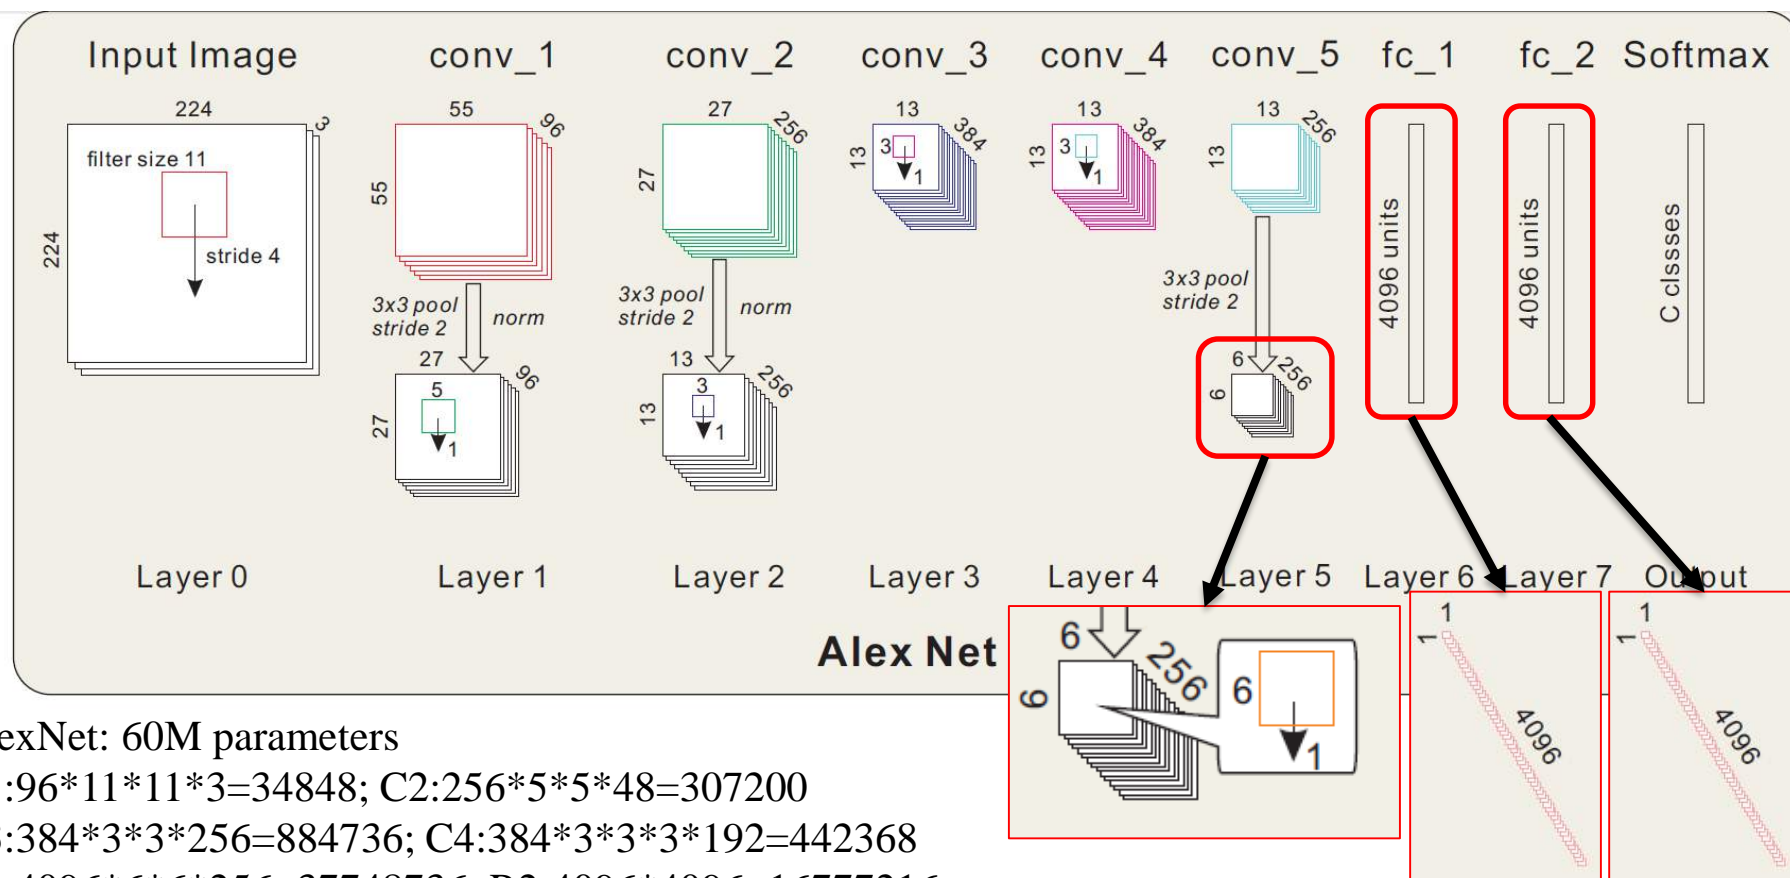 Input Image
conv_1
conv_2
conv_3
conv_4
conv_5
fc_1
fc_2
Softmax
224
3
224
filter size 11
stride 4
55
96
55
3x3 pool
stride 2
norm
27
96
27
5
1
27
256
27
3x3 pool
stride 2
norm
13
256
13
3
1
13
384
13
3
1
13
384
13
3
1
13
256
13
3x3 pool
stride 2
6
256
6
4096 units
4096 units
C clssses
Layer 0
Layer 1
Layer 2
Layer 3
Layer 4
Layer 5
Layer 6
Layer 7
Output
Alex Net
6
256
6
6
1
1
1
4096
1
1
4096
exNet: 60M parameters
:96*11*11*3=34848; C2:256*5*5*48=307200
:384*3*3*256=884736; C4:384*3*3*3*192=442368